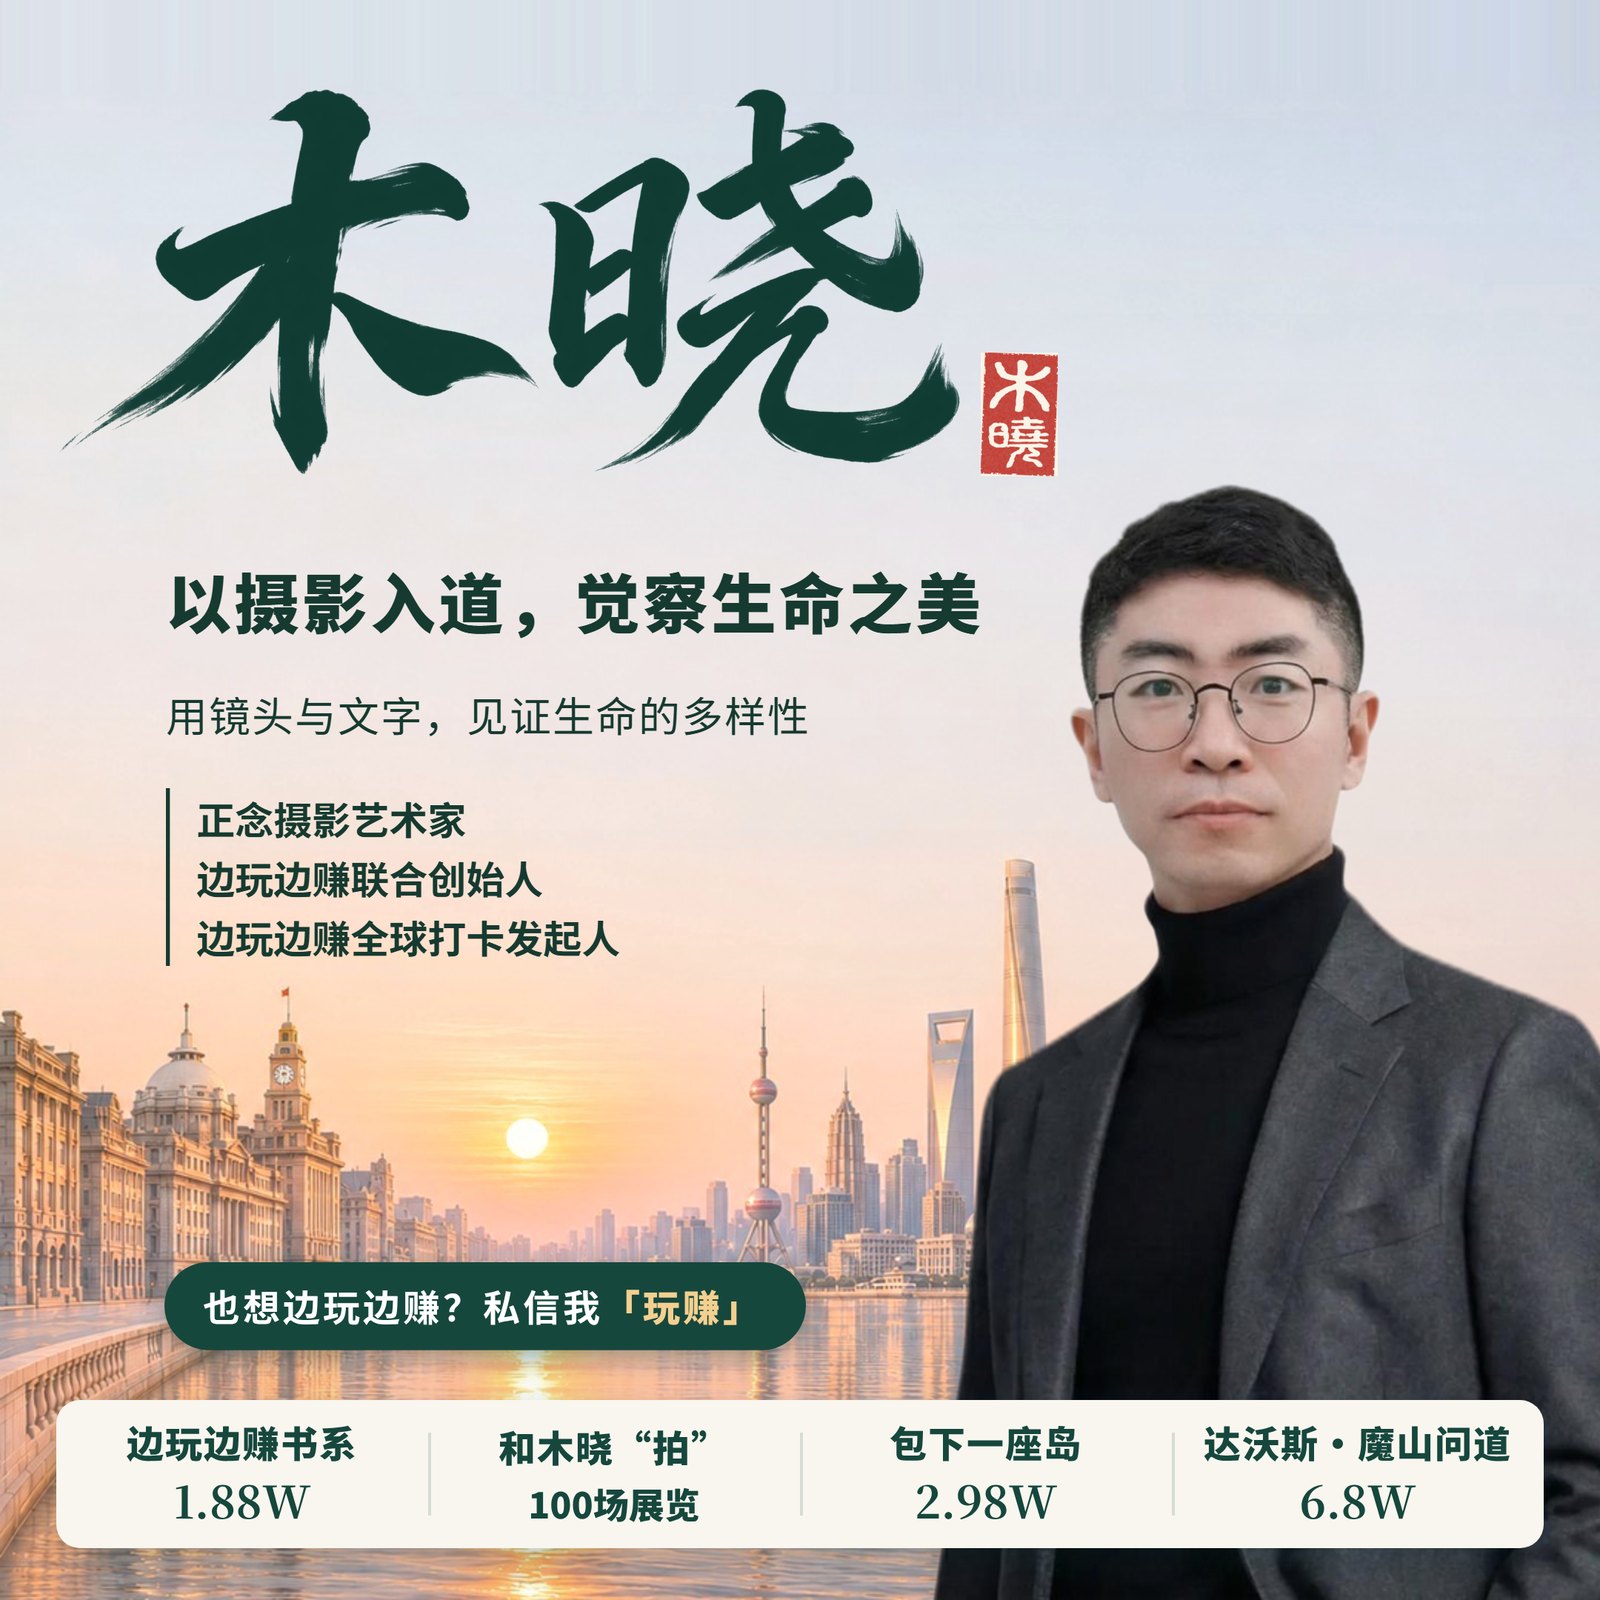 木晓
木曉
以摄影入道，觉察生命之美
用镜头与文字，见证生命的多样性
正念摄影艺术家
边玩边赚联合创始人
边玩边赚全球打卡发起人
也想边玩边赚？私信我「玩赚」
边玩边赚书系
1.88W
和木晓“拍”
100场展览
包下一座岛
2.98W
达沃斯·魔山问道
6.8W